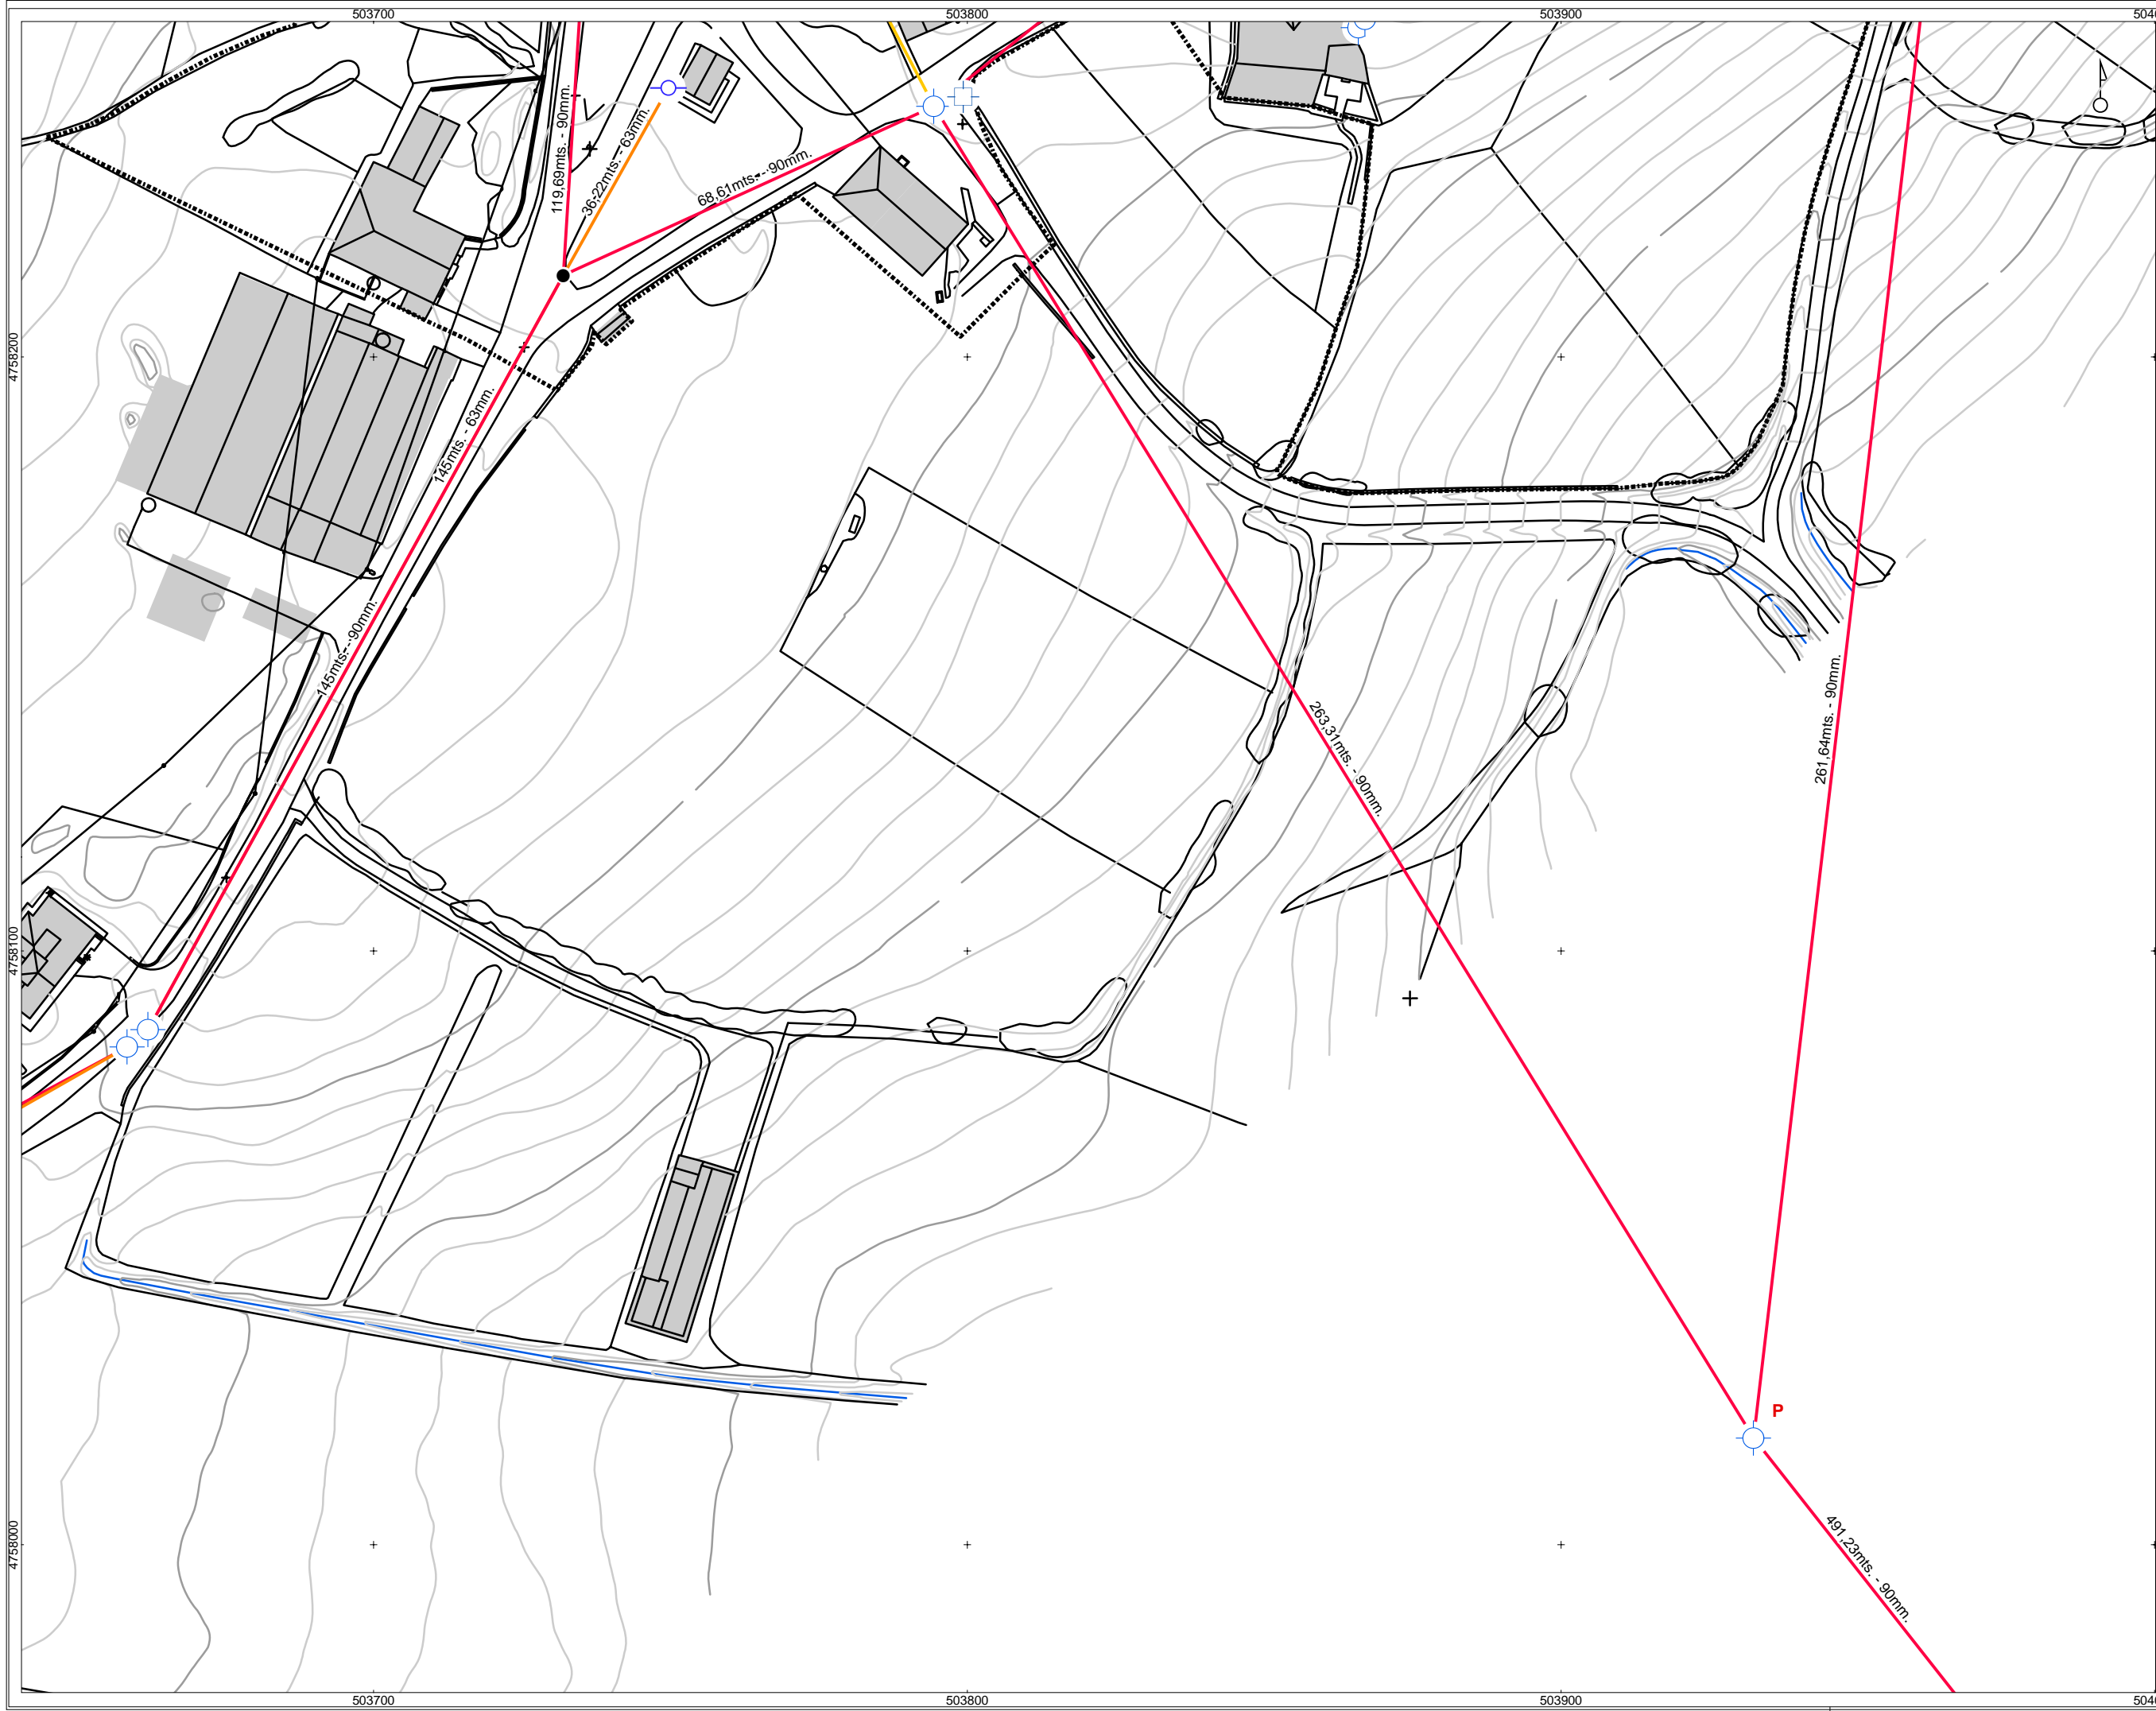 503700
503800
503900
119,69mts. - 90mm.
36,22mts. - 63mm.
68,61mts. - 90mm.
4758200
145mts. - 63mm.
145mts. - 90mm.
263,31mts. - 90mm.
261,64mts. - 90mm.
4758100
P
4758000
491,23mts. - 90mm.
503700
503800
503900